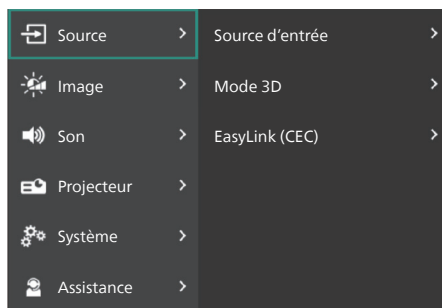 Source
Source d'entrée
Image
Mode 3D
Son
EasyLink (CEC)
Projecteur
Système
Assistance